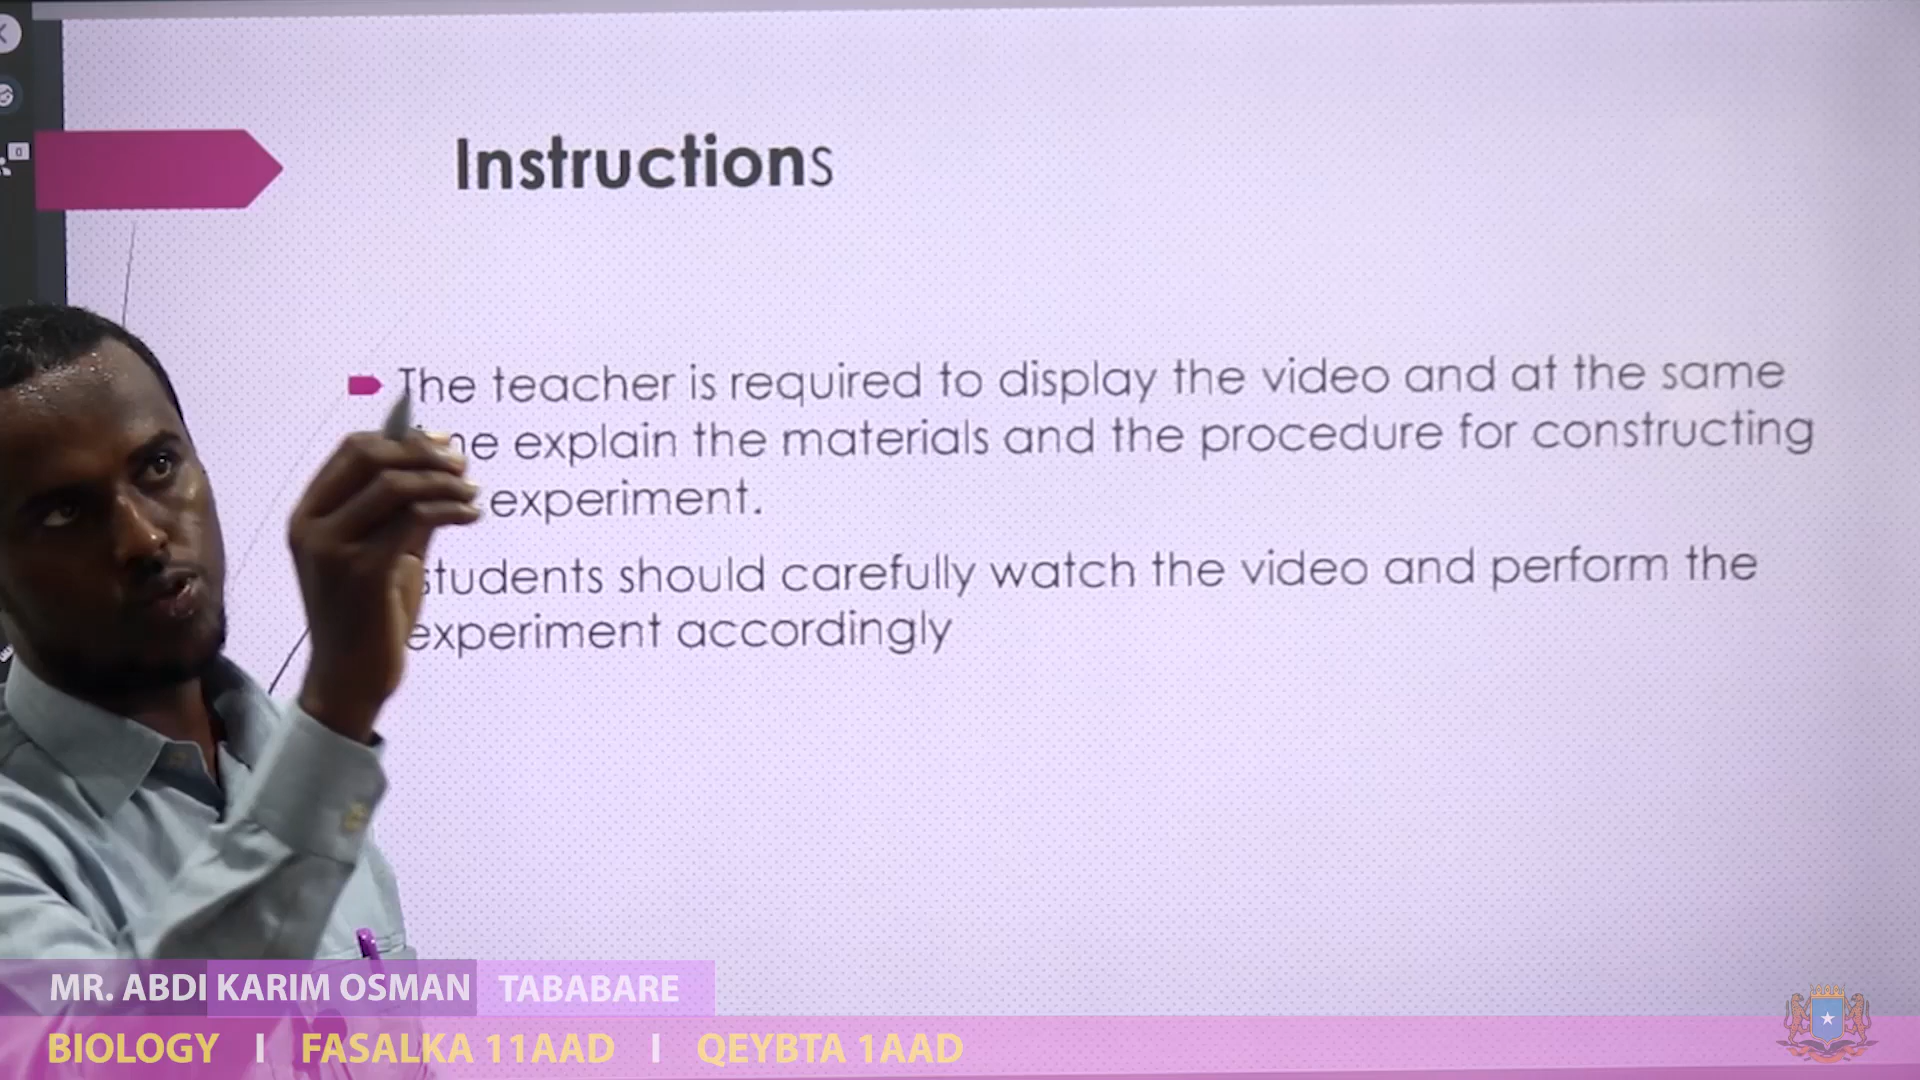 Instructions
The teacher is required to display the video and at the same
explain the materials and the procedure for constructing
experiment.
students should carefully watch the video and perform the
experiment accordingly
MR. ABDI KARIM OSMAN TABABARE
BIOLOGY I FASALKA 11AAD I QEYBTA 1AAD
0